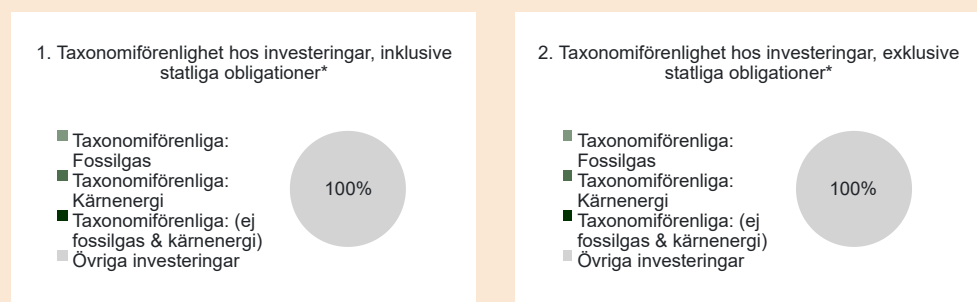 1. Taxonomiförenlighet hos investeringar, inklusive
statliga obligationer*
Taxonomiförenliga:
Fossilgas
Taxonomiförenliga:
Kärnenergi
Taxonomiförenliga: (ej
fossilgas & kärnenergi)
Övriga investeringar
100%
2. Taxonomiförenlighet hos investeringar, exklusive
statliga obligationer*
Taxonomiförenliga:
Fossilgas
Taxonomiförenliga:
Kärnenergi
Taxonomiförenliga: (ej
fossilgas & kärnenergi)
Övriga investeringar
100%